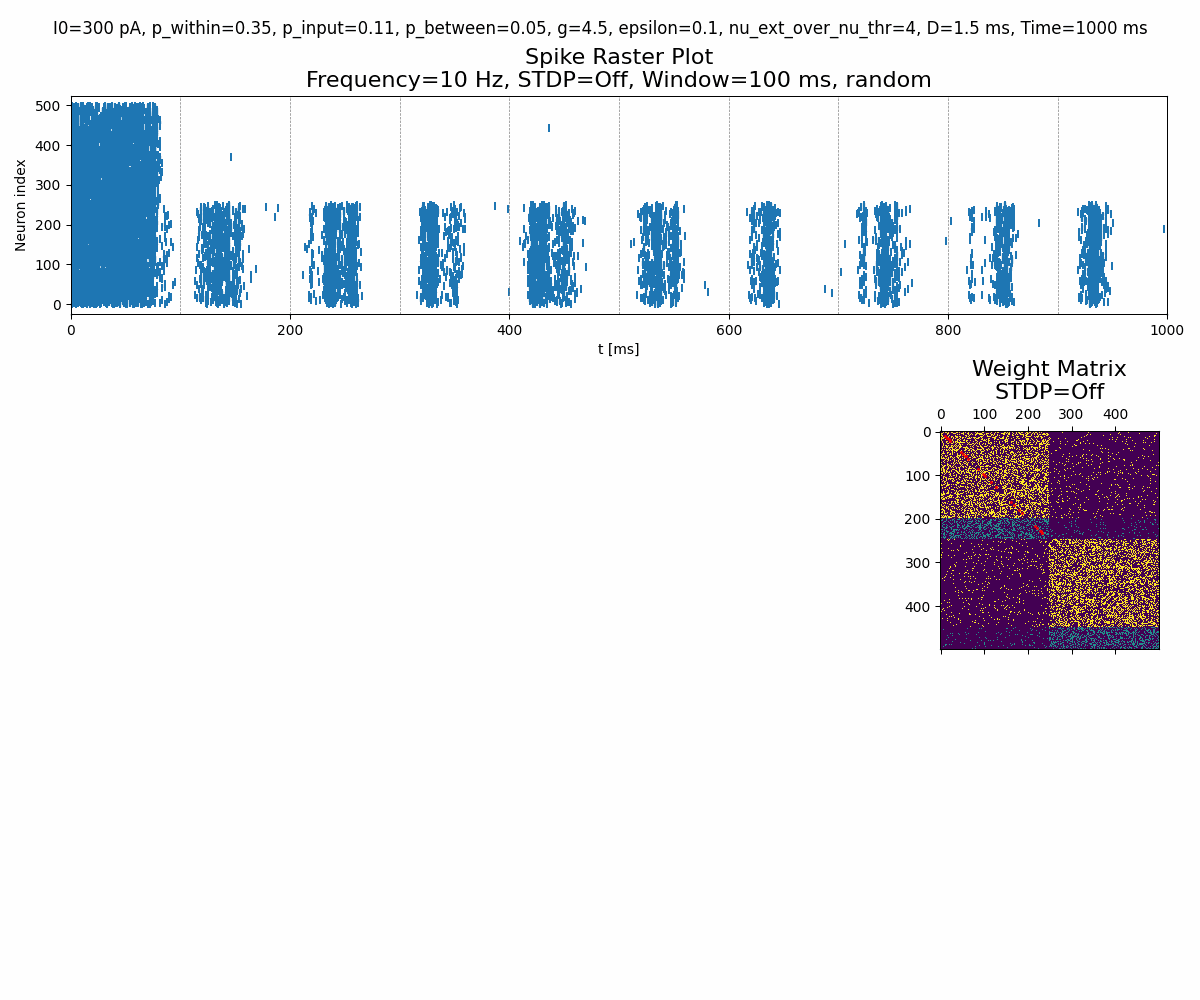 I0=300 pA, p_within=0.35, p_input=0.11, p_between=0.05, g=4.5, epsilon=0.1, nu_ext_over_nu_thr=4, D=1.5 ms, Time=1000 ms
Spike Raster Plot
Frequency=10 Hz, STDP=Off, Window=100 ms, random
Neuron index
500
400
300
200
100
0
0 200 400 600 800 1000
t [ms]
Weight Matrix
STDP=Off
0 100 200 300 400
0
100
200
300
400